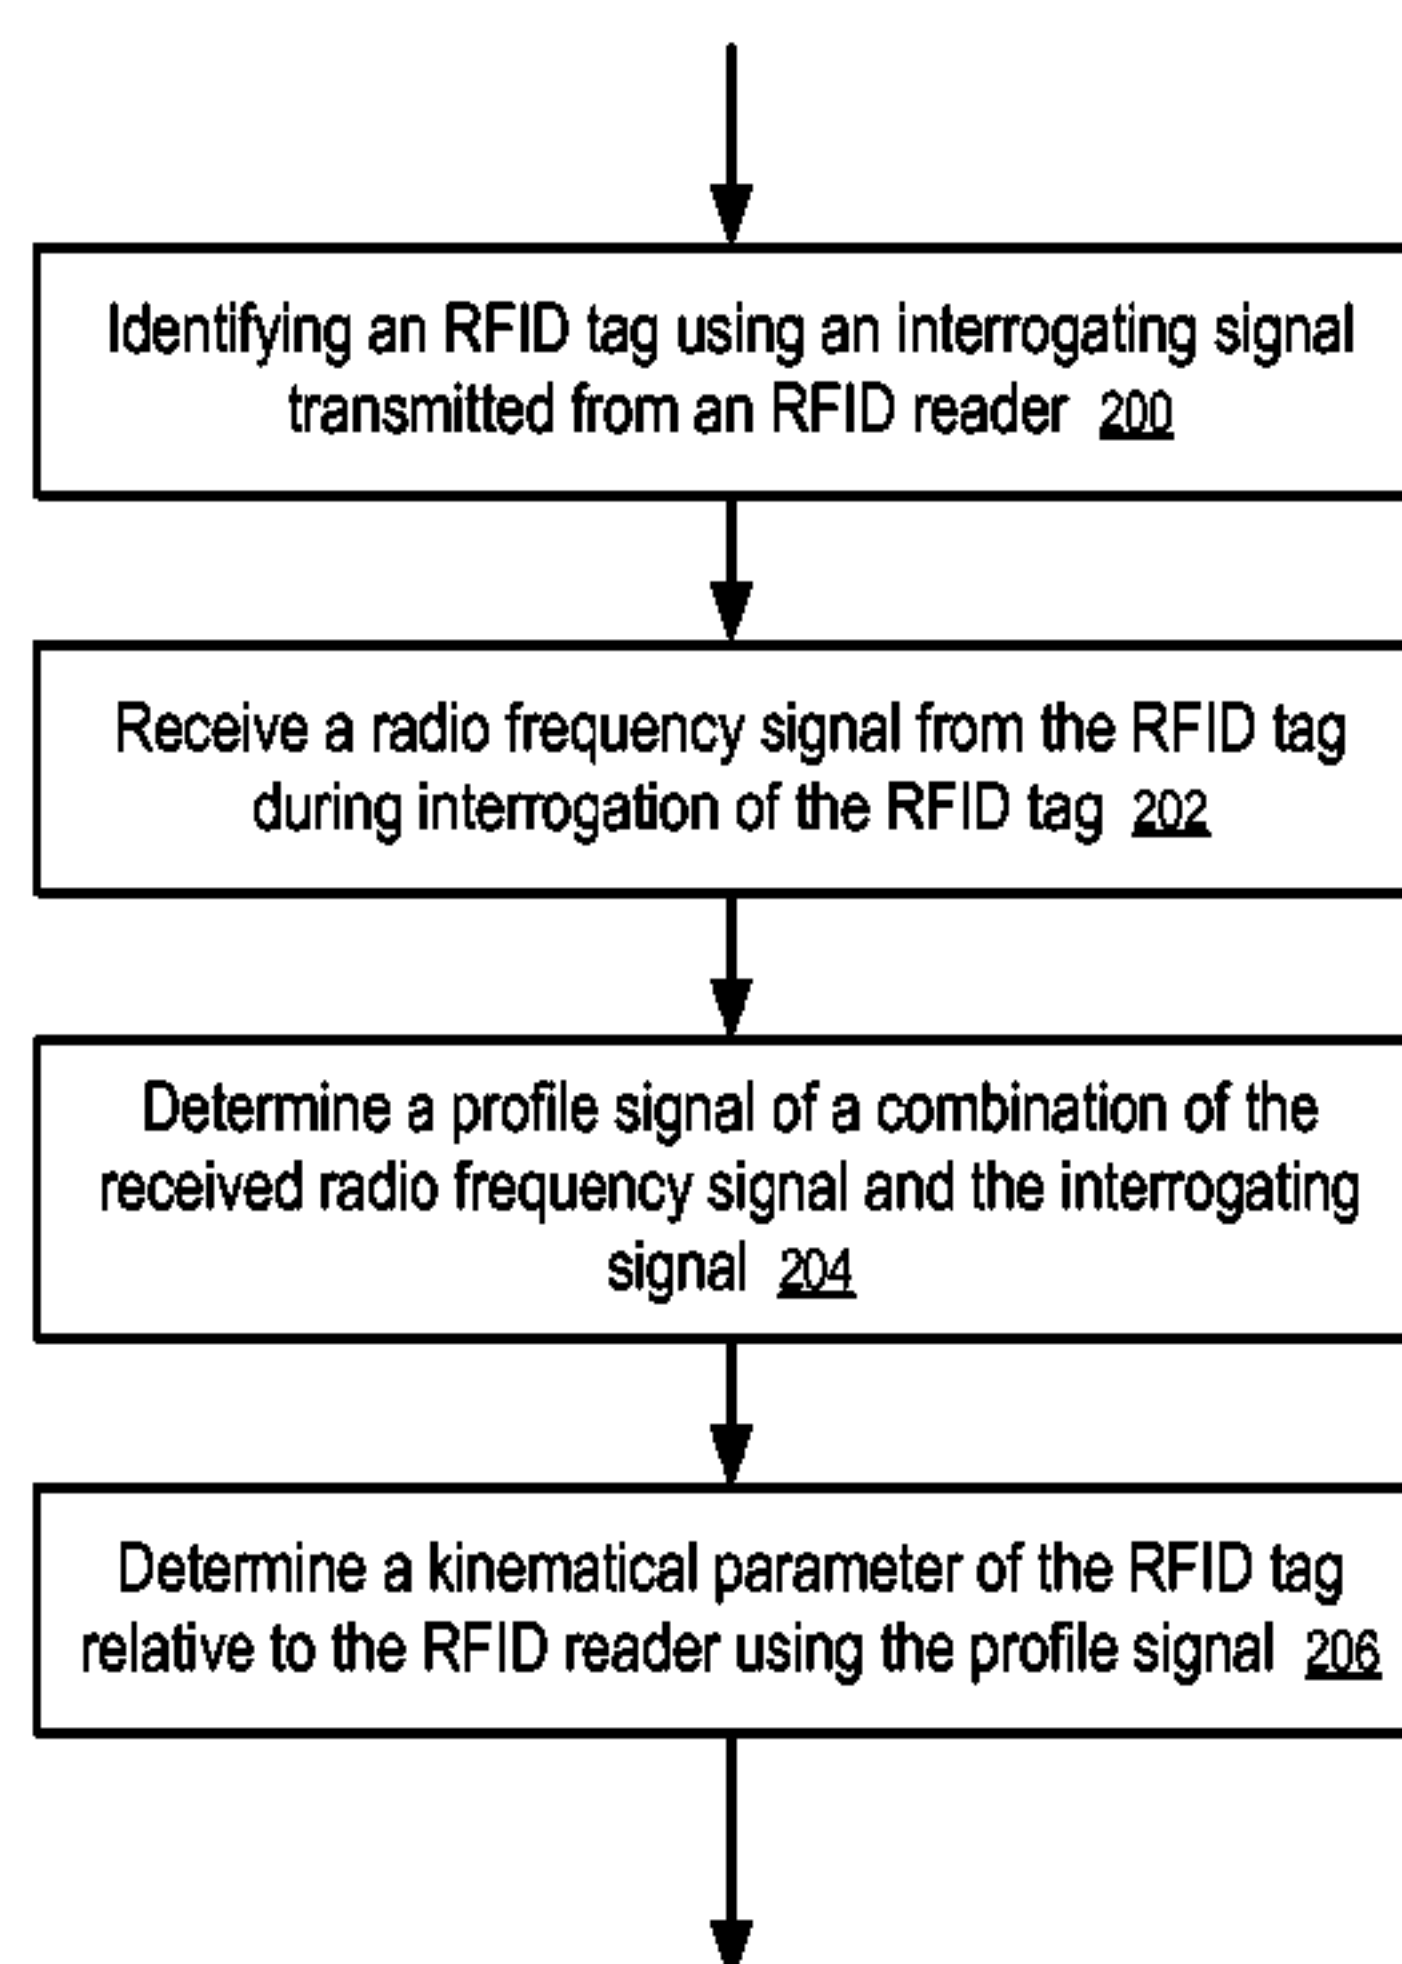 Identifying an RFID tag using an interrogating signal
transmitted from an RFID reader 200
Receive a radio frequency signal from the RFID tag
during interrogation of the RFID tag 202
Determine a profile signal of a combination of the
received radio frequency signal and the interrogating
signal 204
Determine a kinematical parameter of the RFID tag
relative to the RFID reader using the profile signal 206